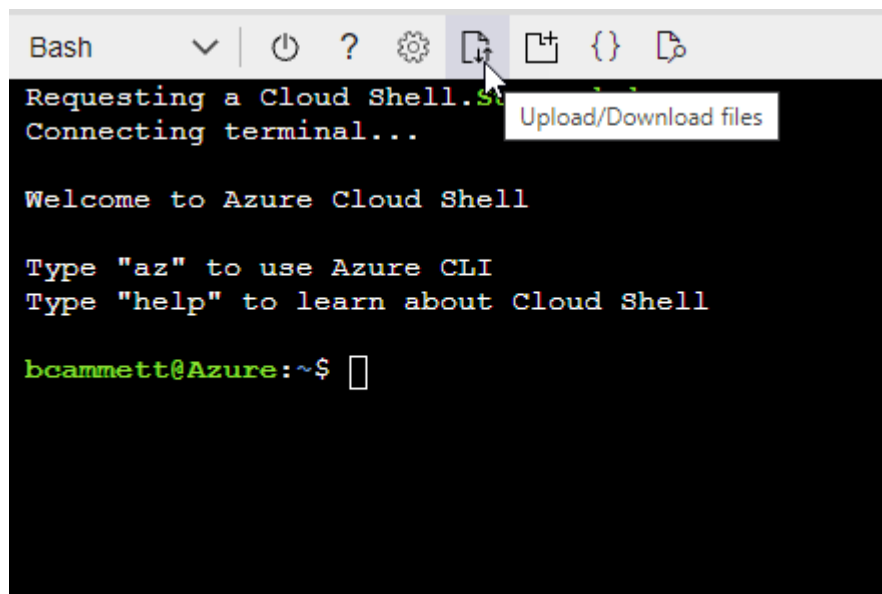 Bash ? {}
Requesting a Cloud Shell.
Upload/Download files
Connecting terminal...
Welcome to Azure Cloud Shell
Type "az" to use Azure CLI
Type "help" to learn about Cloud Shell
bcammett@Azure:~$